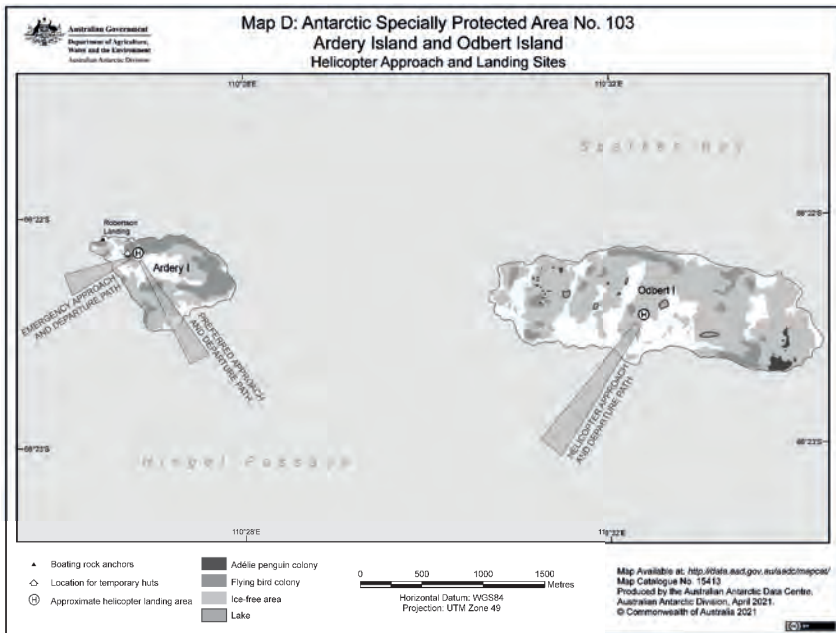 Australian Government
Department of Agriculture,
Water and the Environment
Australian Antarctic Division
Map D: Antarctic Specially Protected Area No. 103
Ardery Island and Odbert Island
Helicopter Approach and Landing Sites
110°28'E
110°32'E
66°22'S
66°22'S
Robertson
Landing
Ardery I
Odbert I
EMERGENCY APPROACH
AND DEPARTURE PATH
PREFERRED APPROACH
AND DEPARTURE PATH
HELICOPTER APPROACH
AND DEPARTURE PATH
66°23'S
66°23'S
Passage
110°28'E
110°32'E
Boating rock anchors
Location for temporary huts
H Approximate helicopter landing area
Adélie penguin colony
Flying bird colony
Ice-free area
Lake
0 500 1000 1500
Metres
Horizontal Datum: WGS84
Projection: UTM Zone 49
Map Available at: http://data.aad.gov.au/aadc/mapcat/
Map Catalogue No. 15413
Produced by the Australian Antarctic Data Centre,
Australian Antarctic Division, April 2021.
© Commonwealth of Australia 2021